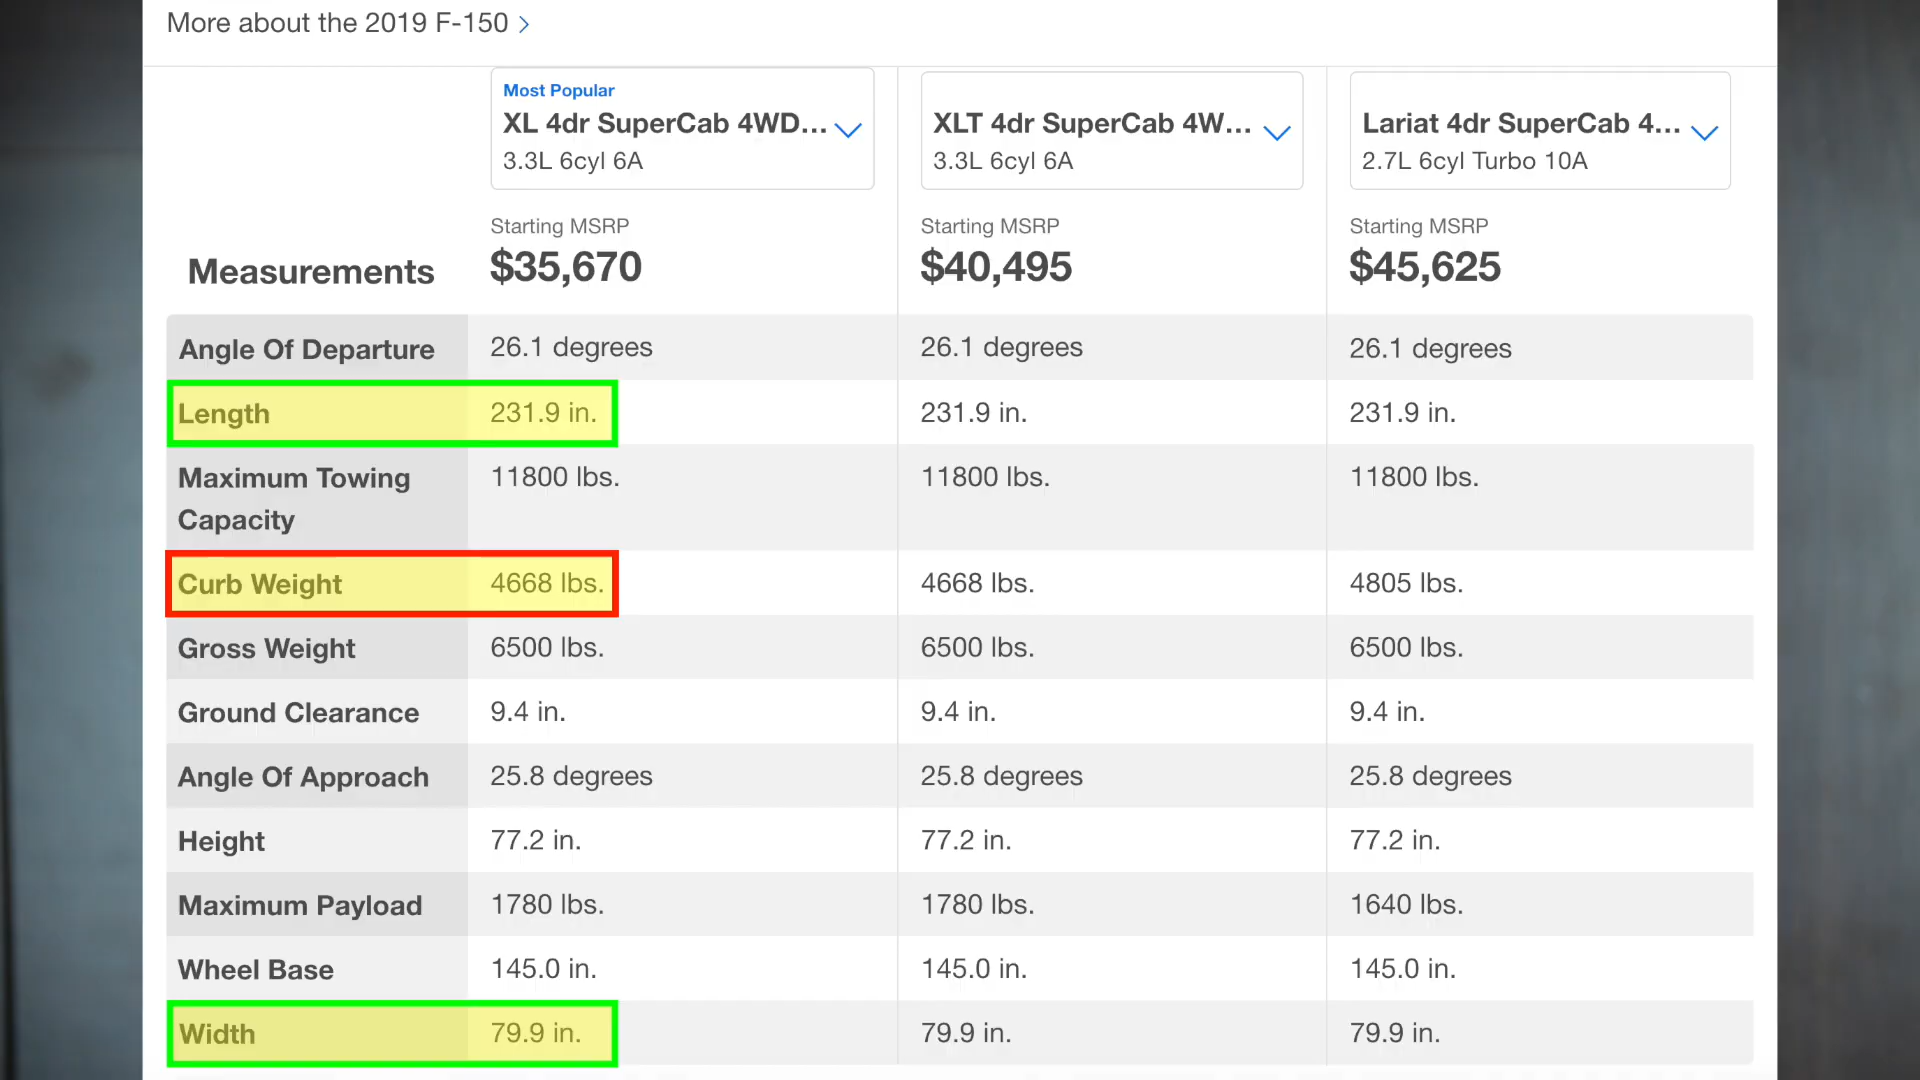 More about the 2019 F-150 >
Most Popular
XL 4dr SuperCab 4WD...
3.3L 6cyl 6A
XLT 4dr SuperCab 4W...
3.3L 6cyl 6A
Lariat 4dr SuperCab 4...
2.7L 6cyl Turbo 10A
Measurements
Starting MSRP
$35,670
Starting MSRP
$40,495
Starting MSRP
$45,625
Angle Of Departure 26.1 degrees 26.1 degrees 26.1 degrees
Length 231.9 in. 231.9 in. 231.9 in.
Maximum Towing Capacity 11800 lbs. 11800 lbs. 11800 lbs.
Curb Weight 4668 lbs. 4668 lbs. 4805 lbs.
Gross Weight 6500 lbs. 6500 lbs. 6500 lbs.
Ground Clearance 9.4 in. 9.4 in. 9.4 in.
Angle Of Approach 25.8 degrees 25.8 degrees 25.8 degrees
Height 77.2 in. 77.2 in. 77.2 in.
Maximum Payload 1780 lbs. 1780 lbs. 1640 lbs.
Wheel Base 145.0 in. 145.0 in. 145.0 in.
Width 79.9 in. 79.9 in. 79.9 in.